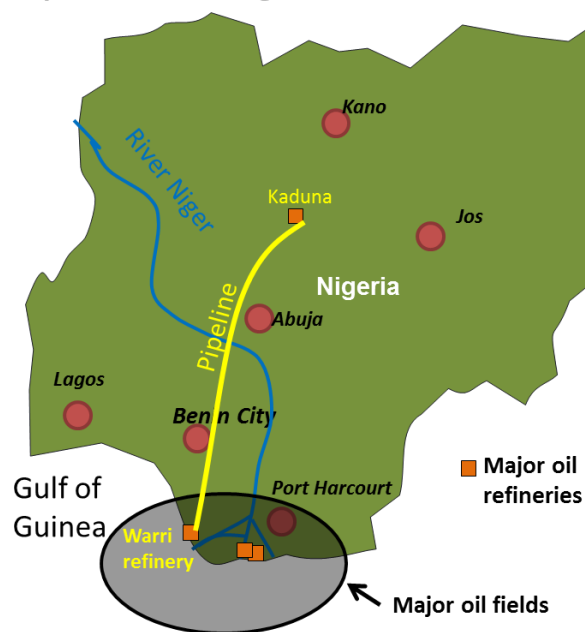 Kano
River Niger
Kaduna
Jos
Nigeria
Pipeline
Abuja
Lagos
Benin City
Major oil
refineries
Gulf of
Guinea
Port Harcourt
Warri
refinery
Major oil fields